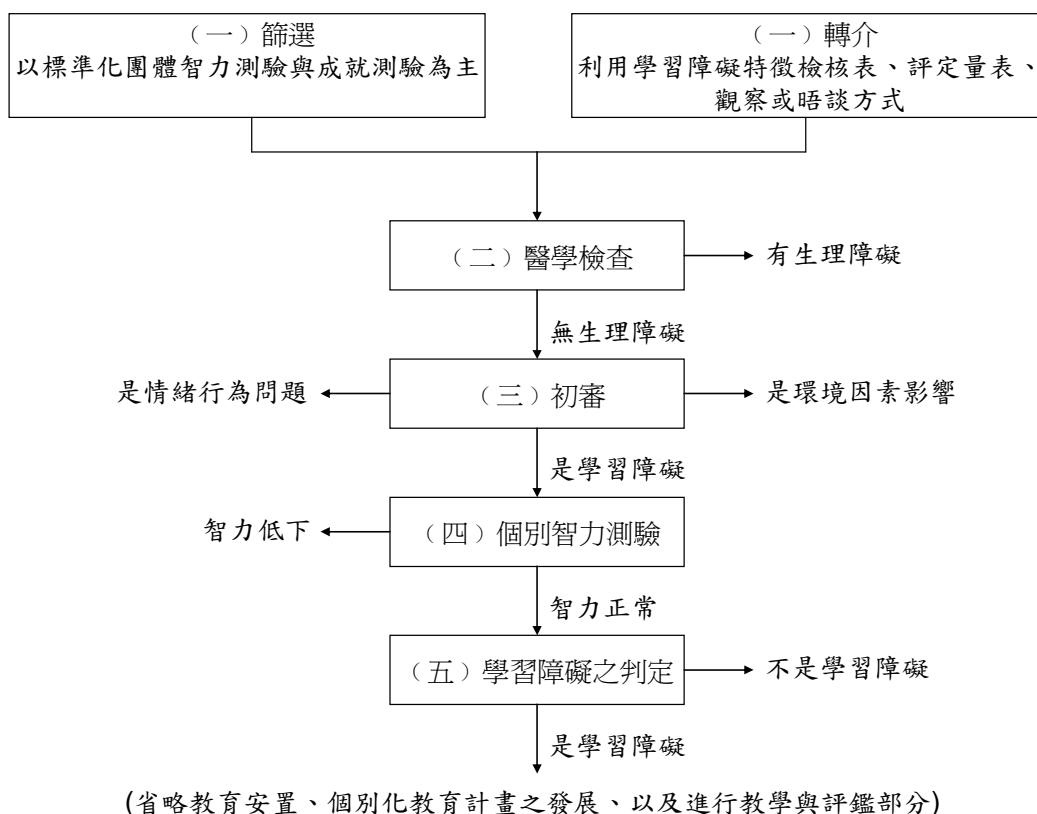 （一）篩選
以標準化團體智力測驗與成就測驗為主
（一）轉介
利用學習障礙特徵檢核表、評定量表、
觀察或晤談方式
（二）醫學檢查
有生理障礙
無生理障礙
是情緒行為問題
（三）初審
是環境因素影響
是學習障礙
智力低下
（四）個別智力測驗
智力正常
（五）學習障礙之判定
不是學習障礙
是學習障礙
(省略教育安置、個別化教育計畫之發展、以及進行教學與評鑑部分)